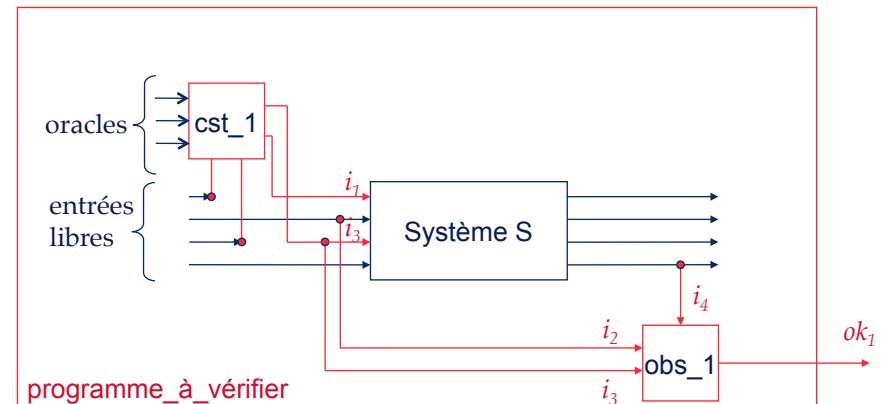 oracles
cst_1
entrées
libres
i1
i3
Système S
i4
i2
obs_1
ok1
i3
programme_à_vérifier